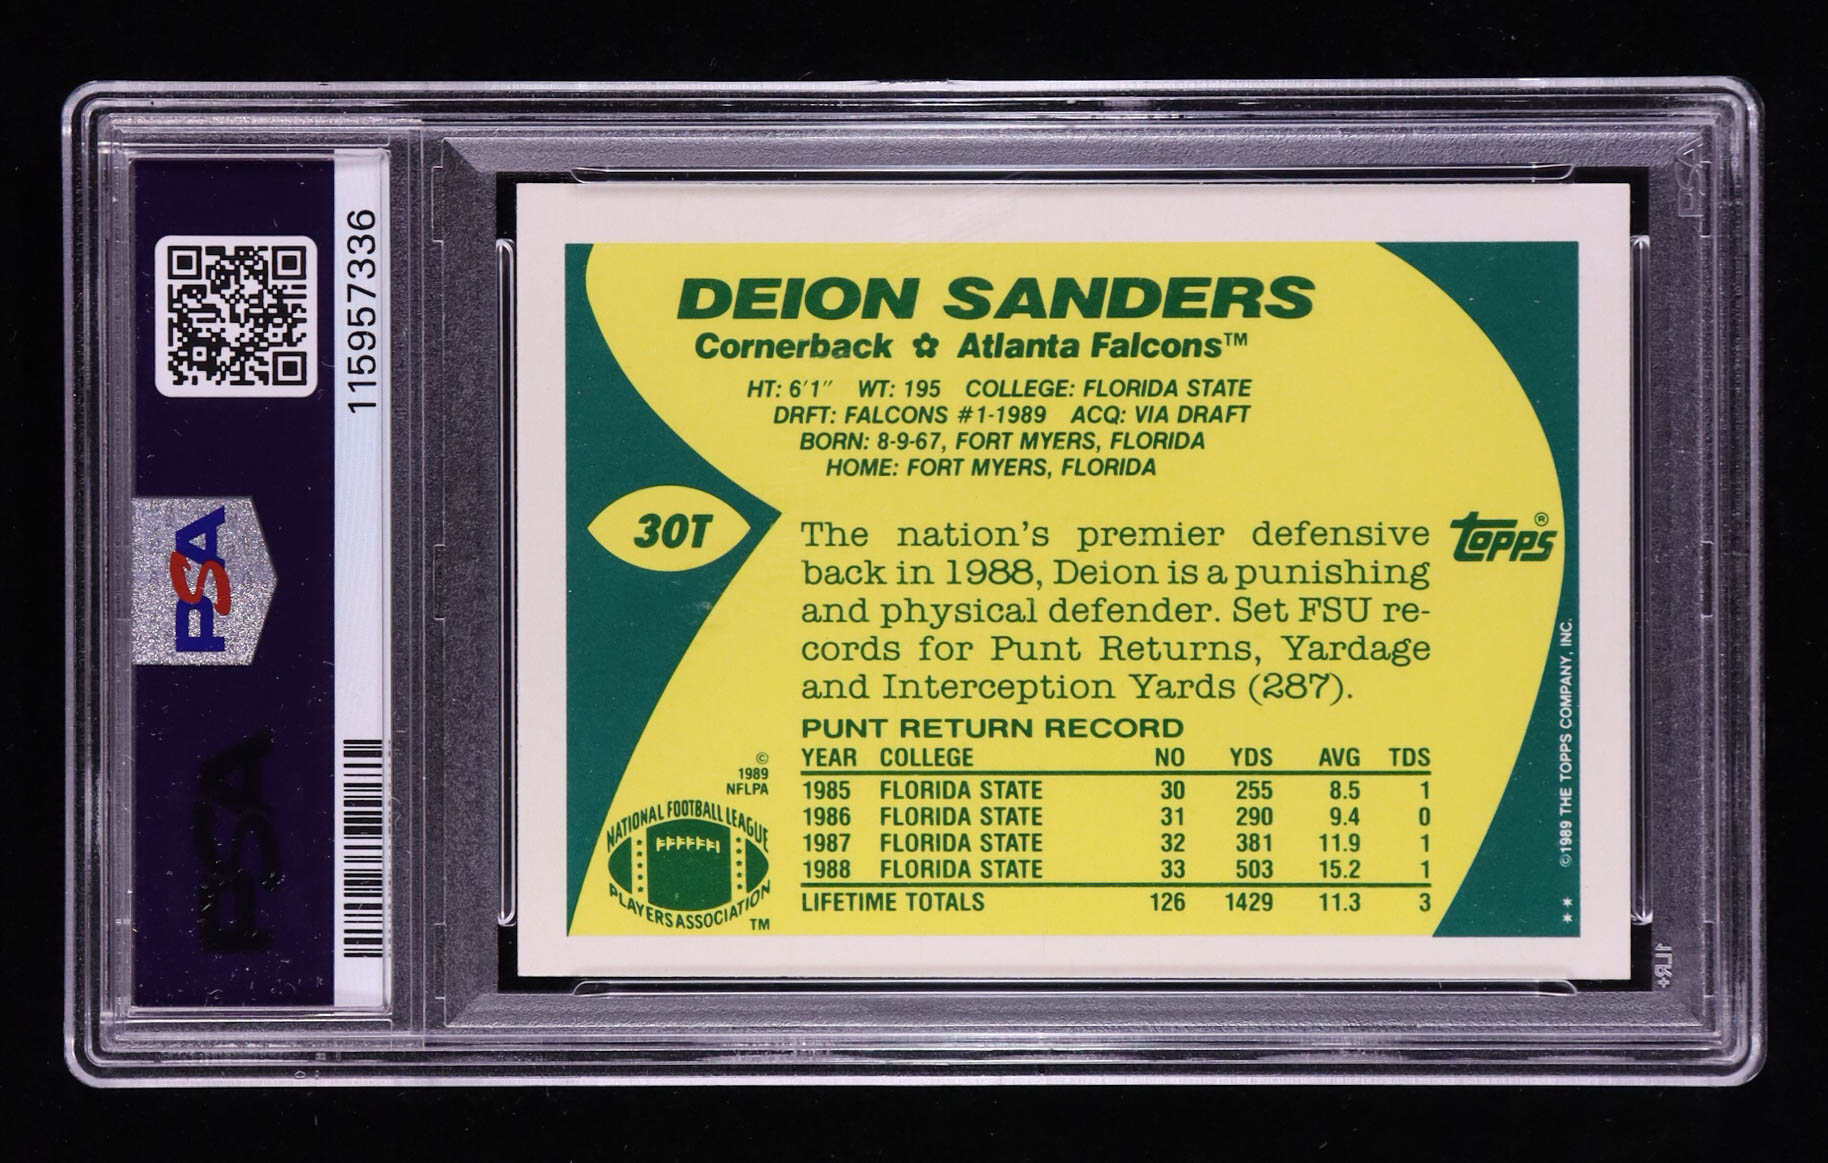 DEION SANDERS
Cornerback ✿ Atlanta Falcons™
HT: 6'1" WT: 195 COLLEGE: FLORIDA STATE
DRFT: FALCONS #1-1989 ACQ: VIA DRAFT
BORN: 8-9-67, FORT MYERS, FLORIDA
HOME: FORT MYERS, FLORIDA
30T
The nation's premier defensive
back in 1988, Deion is a punishing
and physical defender. Set FSU re-
cords for Punt Returns, Yardage
and Interception Yards (287).
topps®
PUNT RETURN RECORD
YEAR COLLEGE NO YDS AVG TDS
1985 FLORIDA STATE 30 255 8.5 1
1986 FLORIDA STATE 31 290 9.4 0
1987 FLORIDA STATE 32 381 11.9 1
1988 FLORIDA STATE 33 503 15.2 1
LIFETIME TOTALS 126 1429 11.3 3
©
1989
NFLPA
NATIONAL FOOTBALL LEAGUE
PLAYERS ASSOCIATION
TM
©1989 THE TOPPS COMPANY, INC.
**
115957336
PSA
PSA
PSA
1LR+